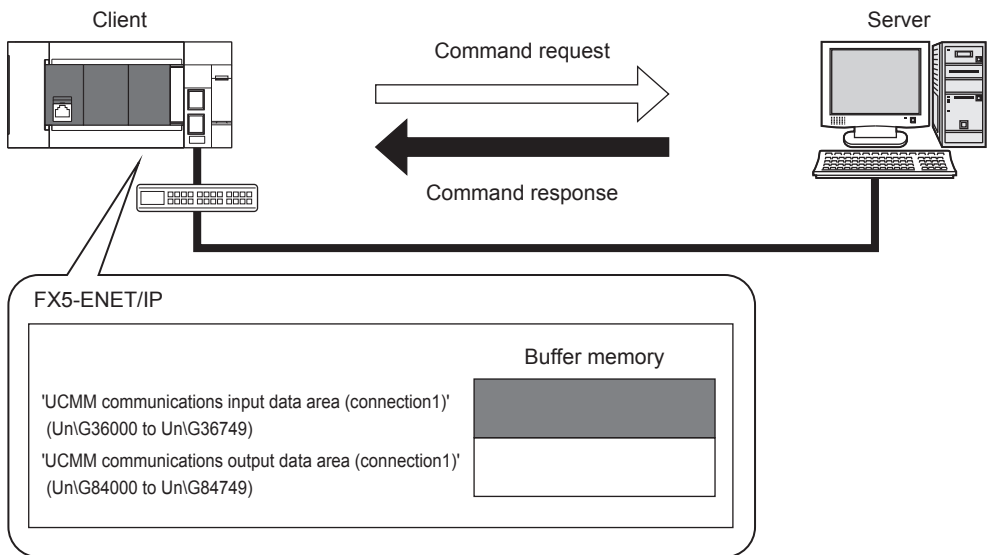 Client
Server
Command request
Command response
FX5-ENET/IP
Buffer memory
'UCMM communications input data area (connection1)'
(Un\G36000 to Un\G36749)
'UCMM communications output data area (connection1)'
(Un\G84000 to Un\G84749)